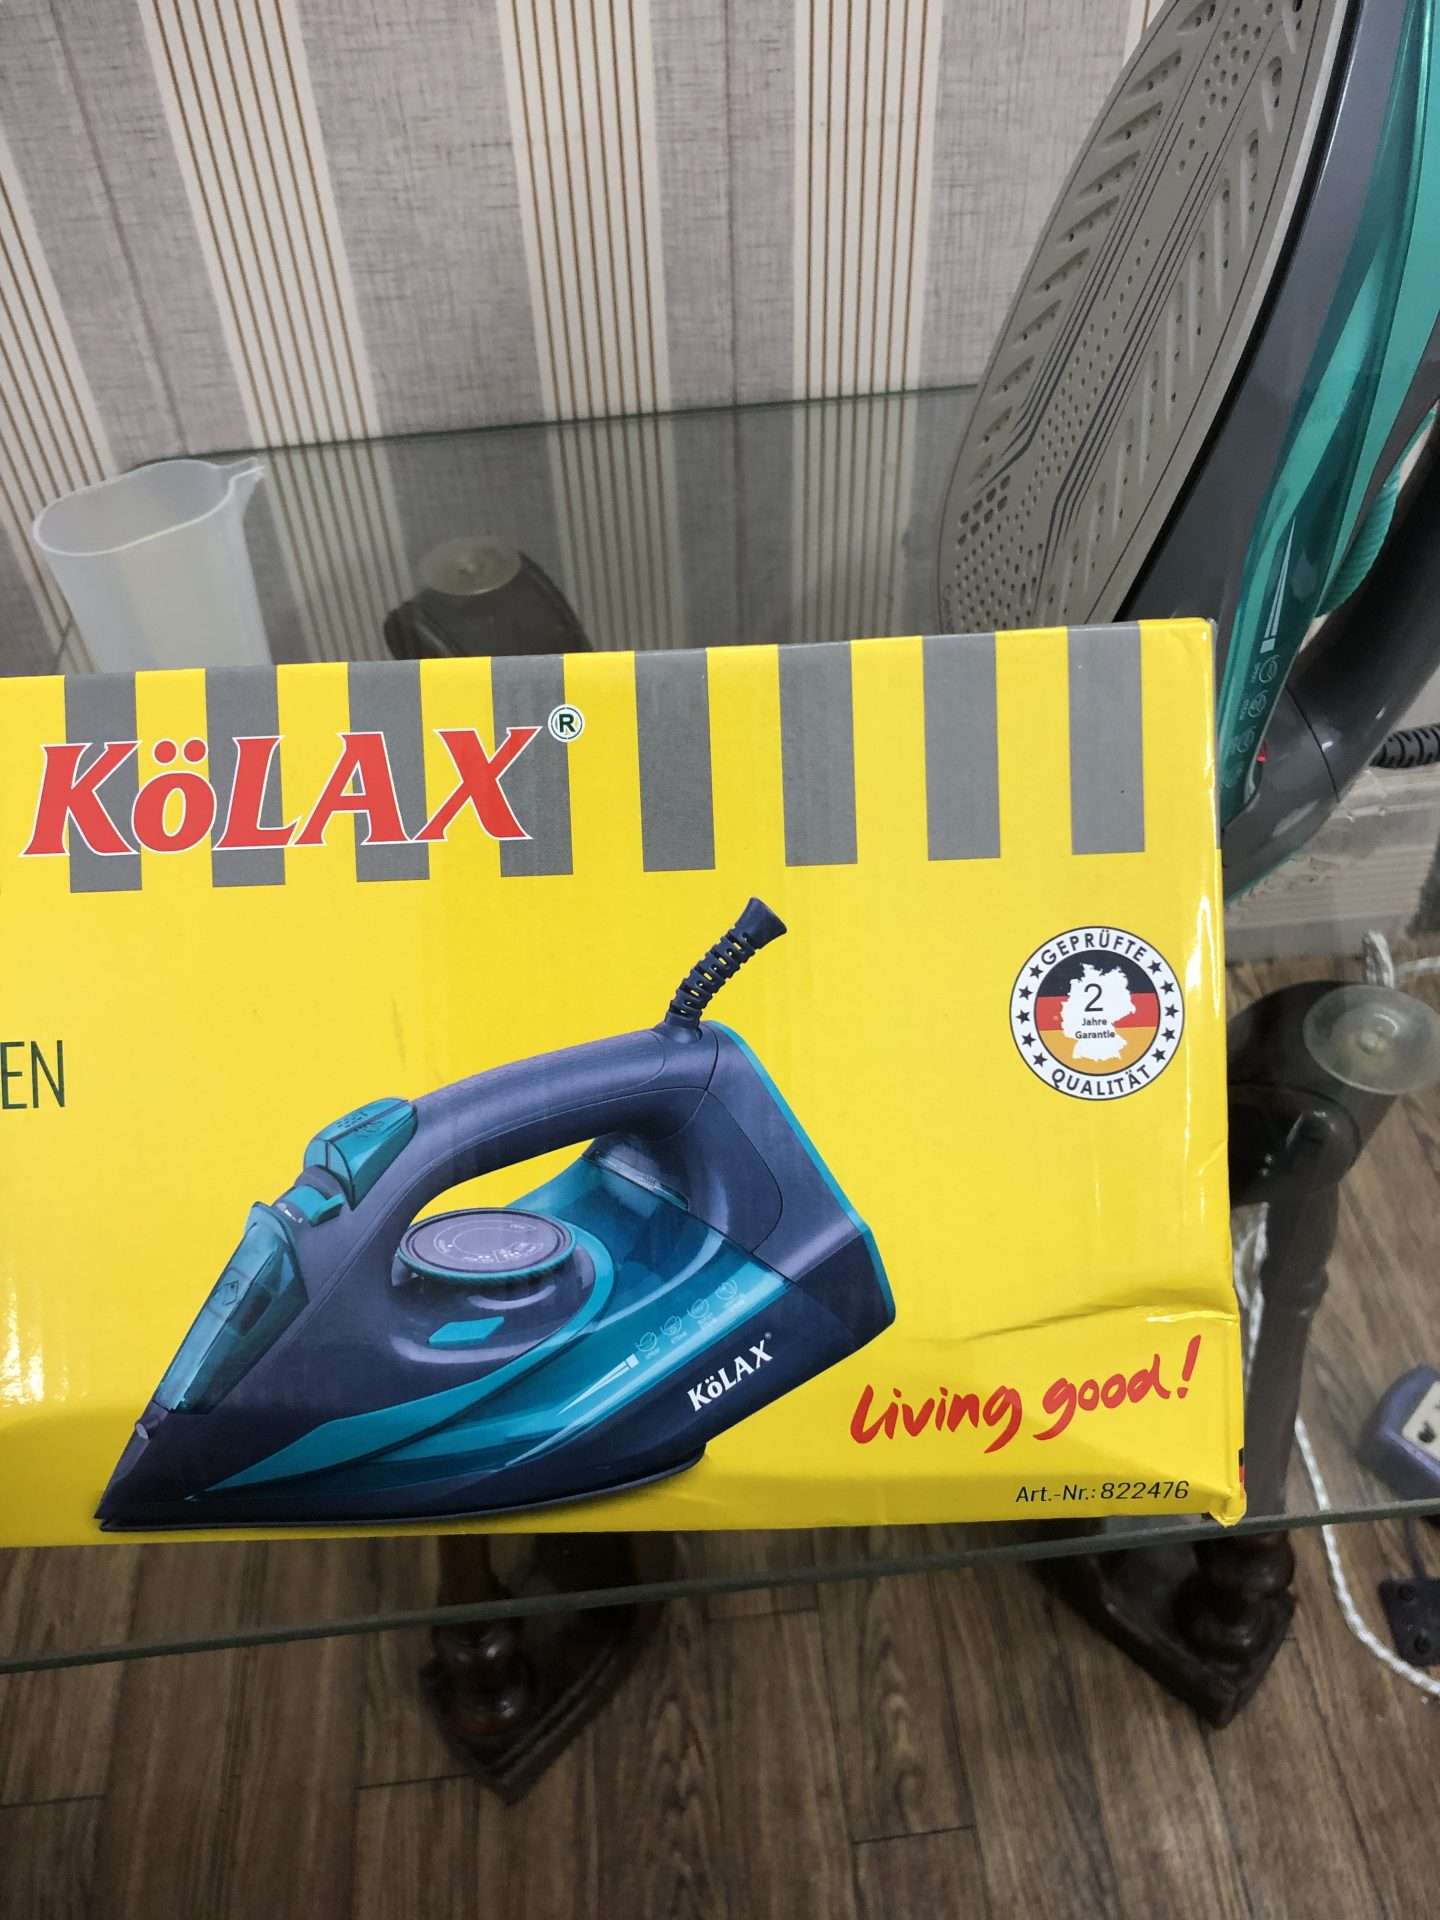 KöLAX®
EN
GEPRÜFTE
2
Jahre
Garantie
QUALITÄT
KöLAX
Living good!
Art.-Nr.: 822476